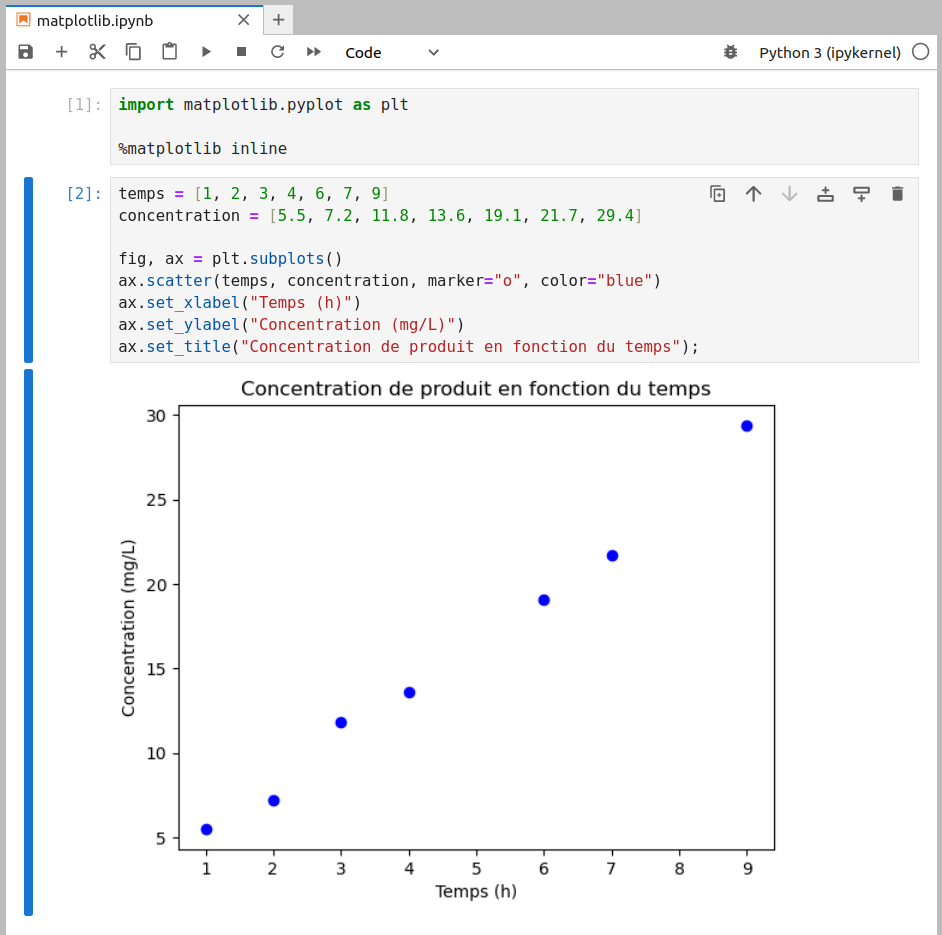 matplotlib.ipynb
Code
Python 3 (ipykernel)
[1]:
import matplotlib.pyplot as plt
%matplotlib inline
[2]:
temps = [1, 2, 3, 4, 6, 7, 9]
concentration = [5.5, 7.2, 11.8, 13.6, 19.1, 21.7, 29.4]
fig, ax = plt.subplots()
ax.scatter(temps, concentration, marker="o", color="blue")
ax.set_xlabel("Temps (h)")
ax.set_ylabel("Concentration (mg/L)")
ax.set_title("Concentration de produit en fonction du temps");
Concentration de produit en fonction du temps
30
25
20
15
10
5
Concentration (mg/L)
1 2 3 4 5 6 7 8 9
Temps (h)